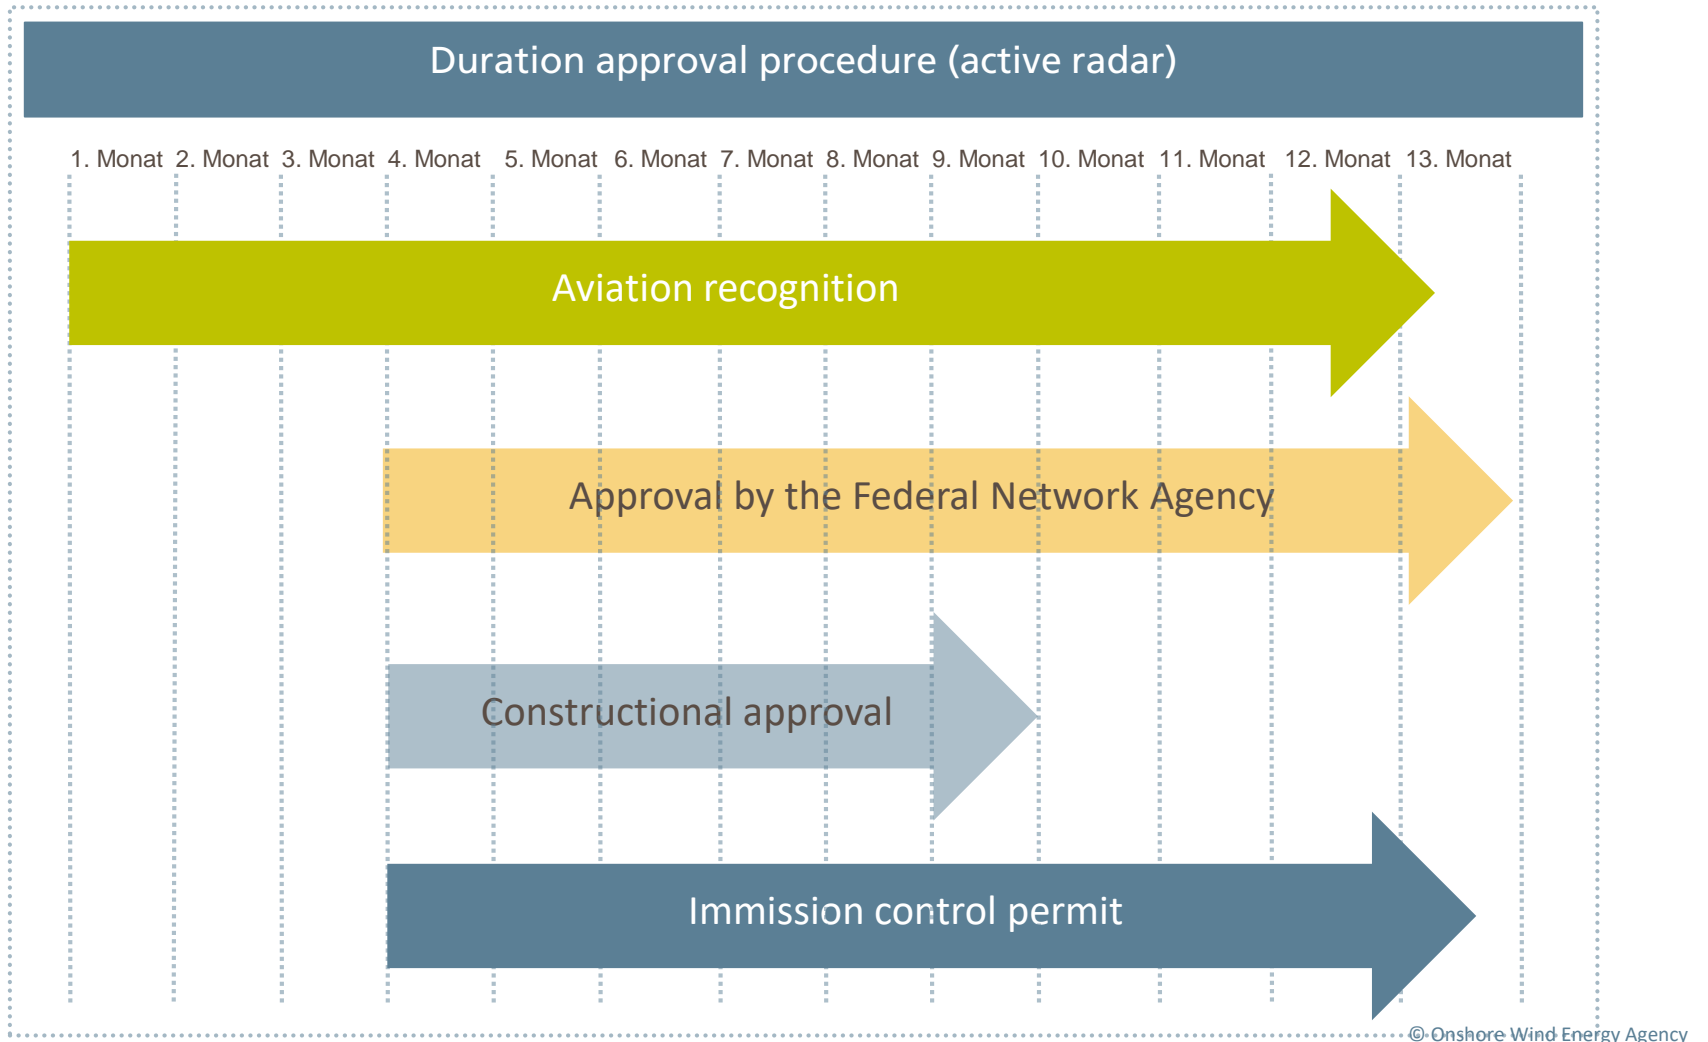 Duration approval procedure (active radar)
1. Monat 2. Monat 3. Monat 4. Monat 5. Monat 6. Monat 7. Monat 8. Monat 9. Monat 10. Monat 11. Monat 12. Monat 13. Monat
Aviation recognition
Approval by the Federal Network Agency
Constructional approval
Immission control permit
© Onshore Wind Energy Agency